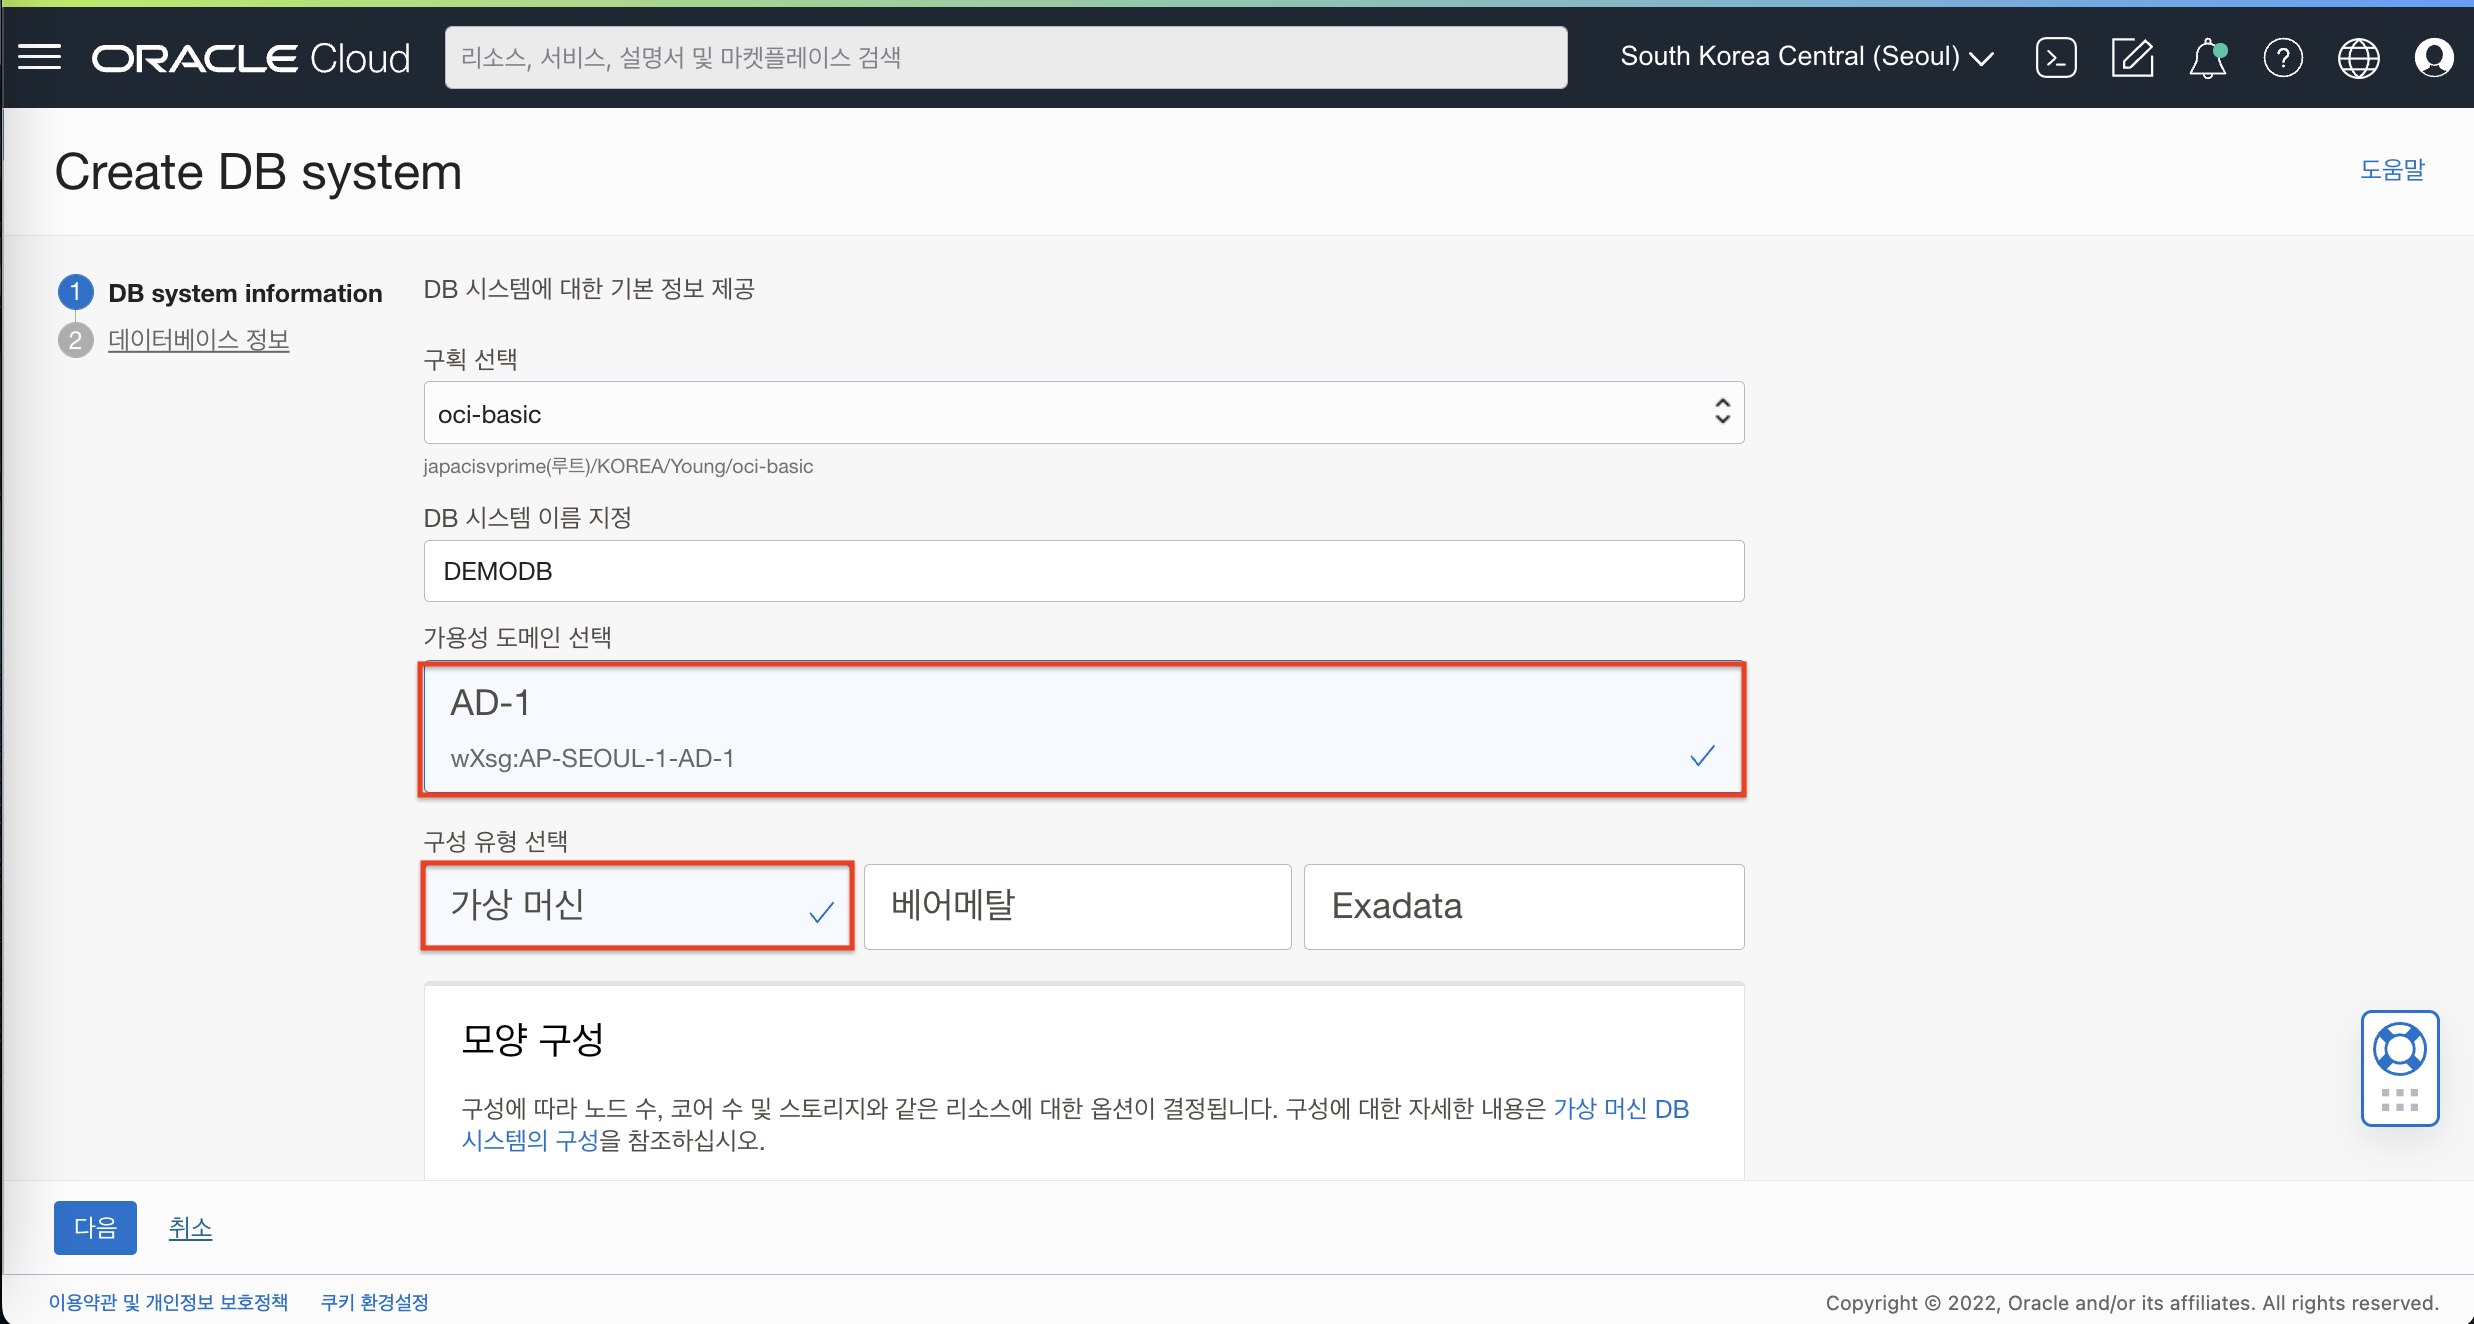 ORACLE Cloud
리소스, 서비스, 설명서 및 마켓플레이스 검색
South Korea Central (Seoul)
Create DB system
도움말
1 DB system information
2 데이터베이스 정보
DB 시스템에 대한 기본 정보 제공
구획 선택
oci-basic
japacisvprime(루트)/KOREA/Young/oci-basic
DB 시스템 이름 지정
DEMODB
가용성 도메인 선택
AD-1
wXsg:AP-SEOUL-1-AD-1
구성 유형 선택
가상 머신
베어메탈
Exadata
모양 구성
구성에 따라 노드 수, 코어 수 및 스토리지와 같은 리소스에 대한 옵션이 결정됩니다. 구성에 대한 자세한 내용은 가상 머신 DB
시스템의 구성을 참조하십시오.
다음
취소
이용약관 및 개인정보 보호정책
쿠키 환경설정
Copyright © 2022, Oracle and/or its affiliates. All rights reserved.